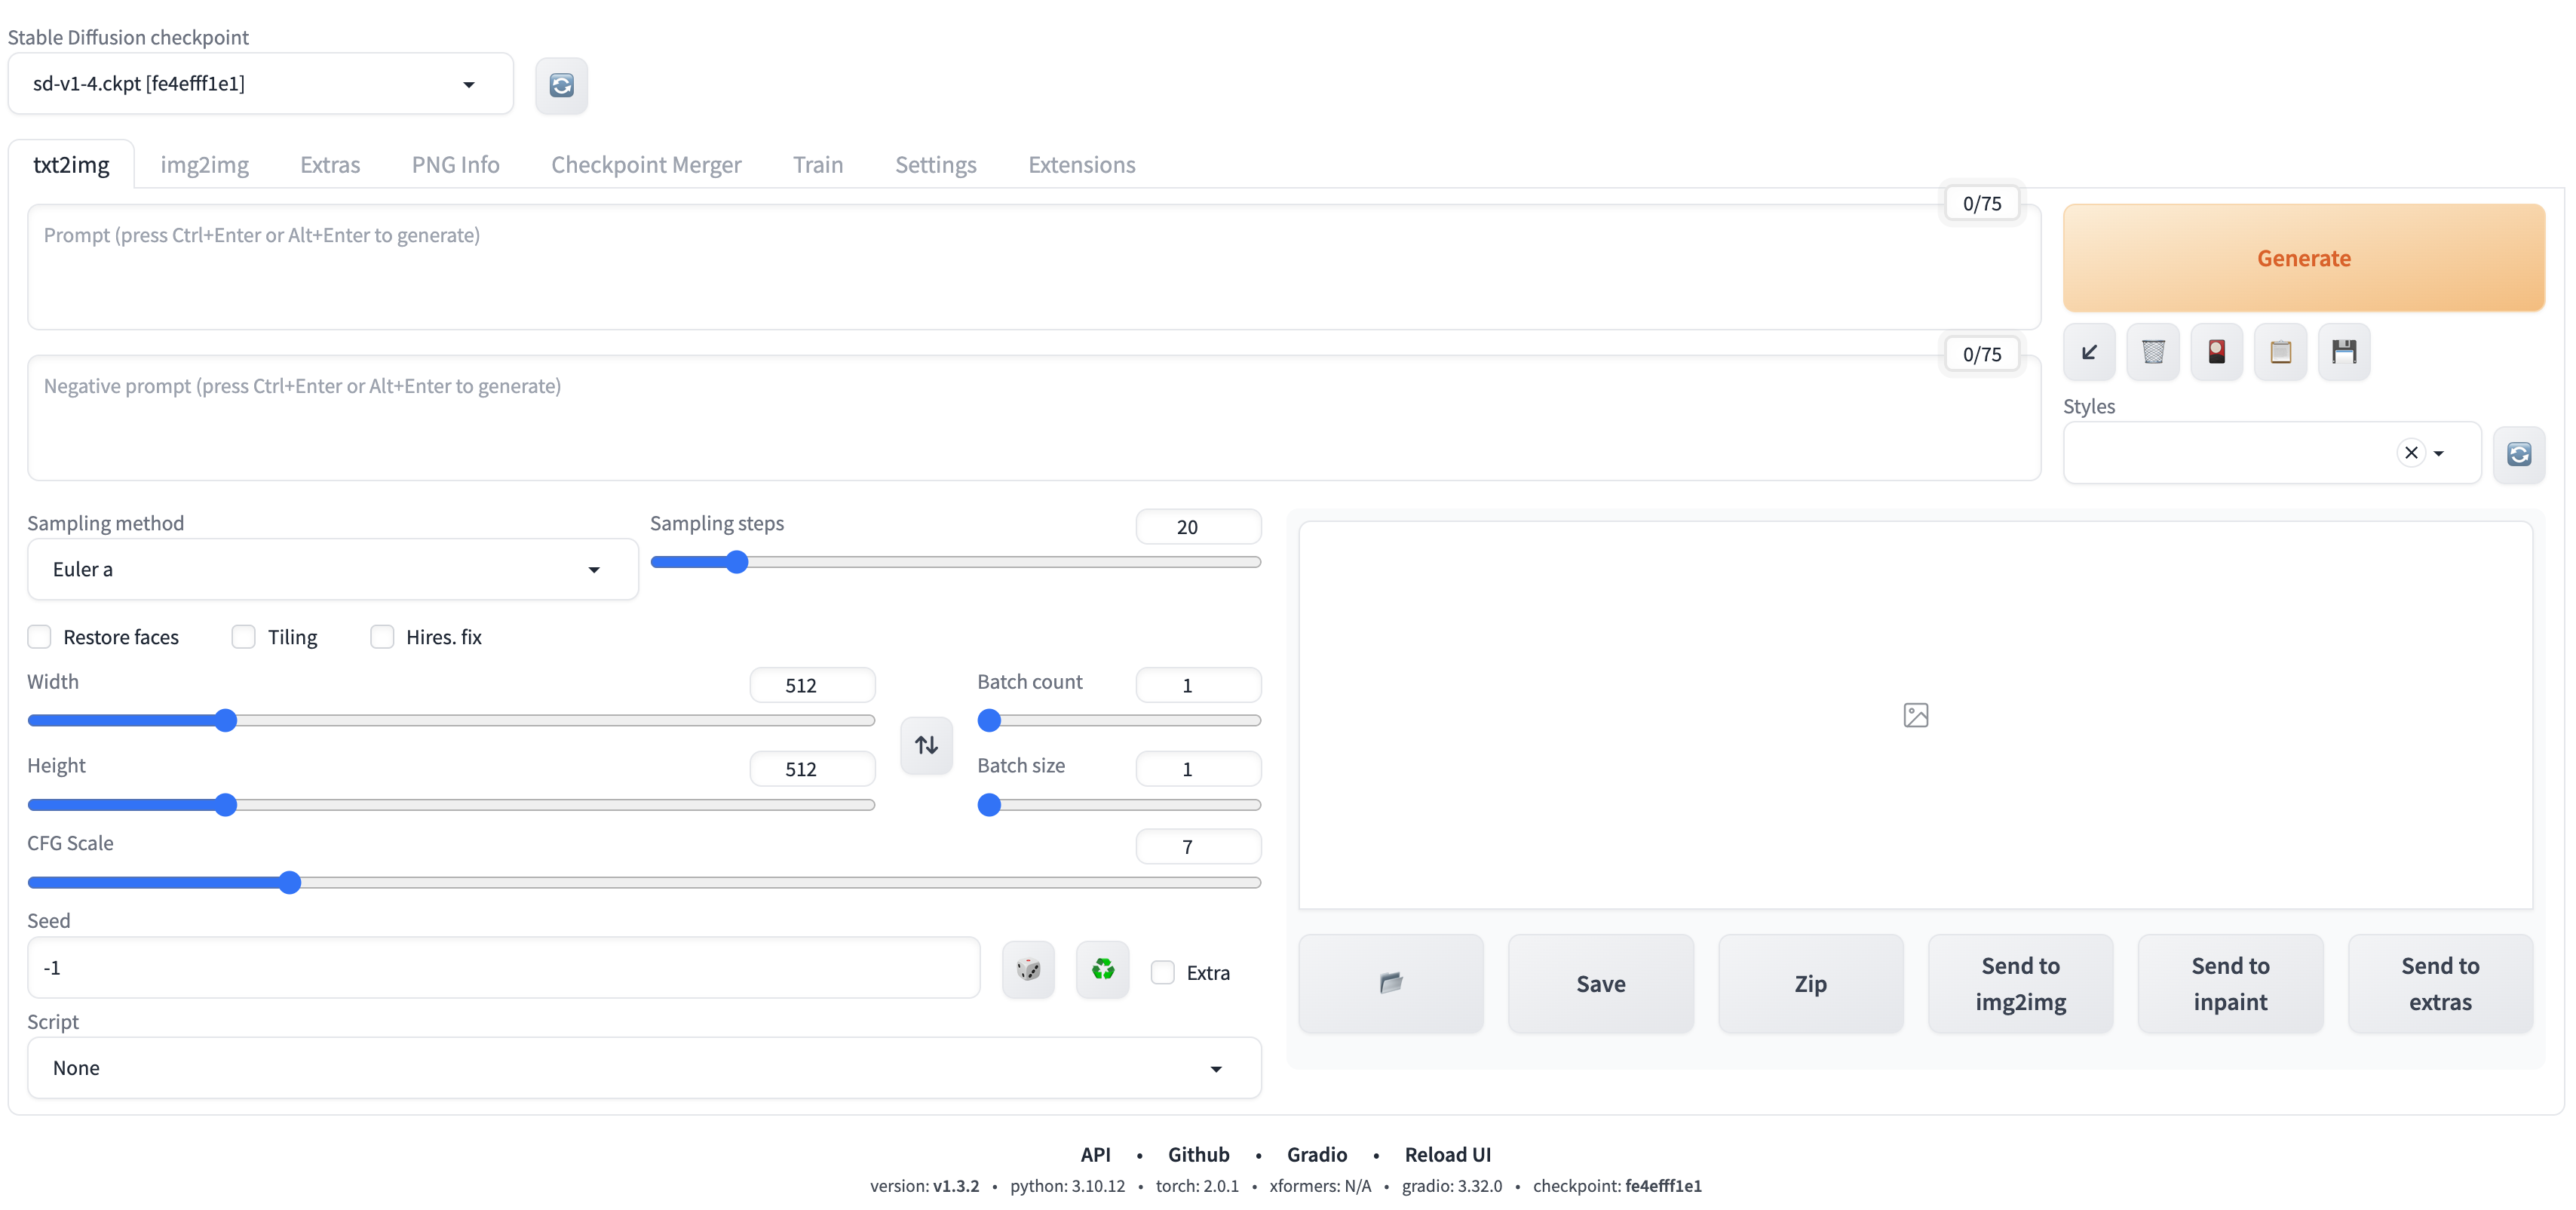 Stable Diffusion checkpoint
sd-v1-4.ckpt [fe4efff1e1]
txt2img img2img Extras PNG Info Checkpoint Merger Train Settings Extensions
0/75
Prompt (press Ctrl+Enter or Alt+Enter to generate)
Generate
0/75
Negative prompt (press Ctrl+Enter or Alt+Enter to generate)
Styles
Sampling method
Euler a
Sampling steps
20
Restore faces Tiling Hires. fix
Width 512
Batch count 1
Height 512
Batch size 1
CFG Scale 7
Seed
-1
Extra
Script
None
Save
Zip
Send to
img2img
Send to
inpaint
Send to
extras
API • Github • Gradio • Reload UI
version: v1.3.2 • python: 3.10.12 • torch: 2.0.1 • xformers: N/A • gradio: 3.32.0 • checkpoint: fe4efff1e1